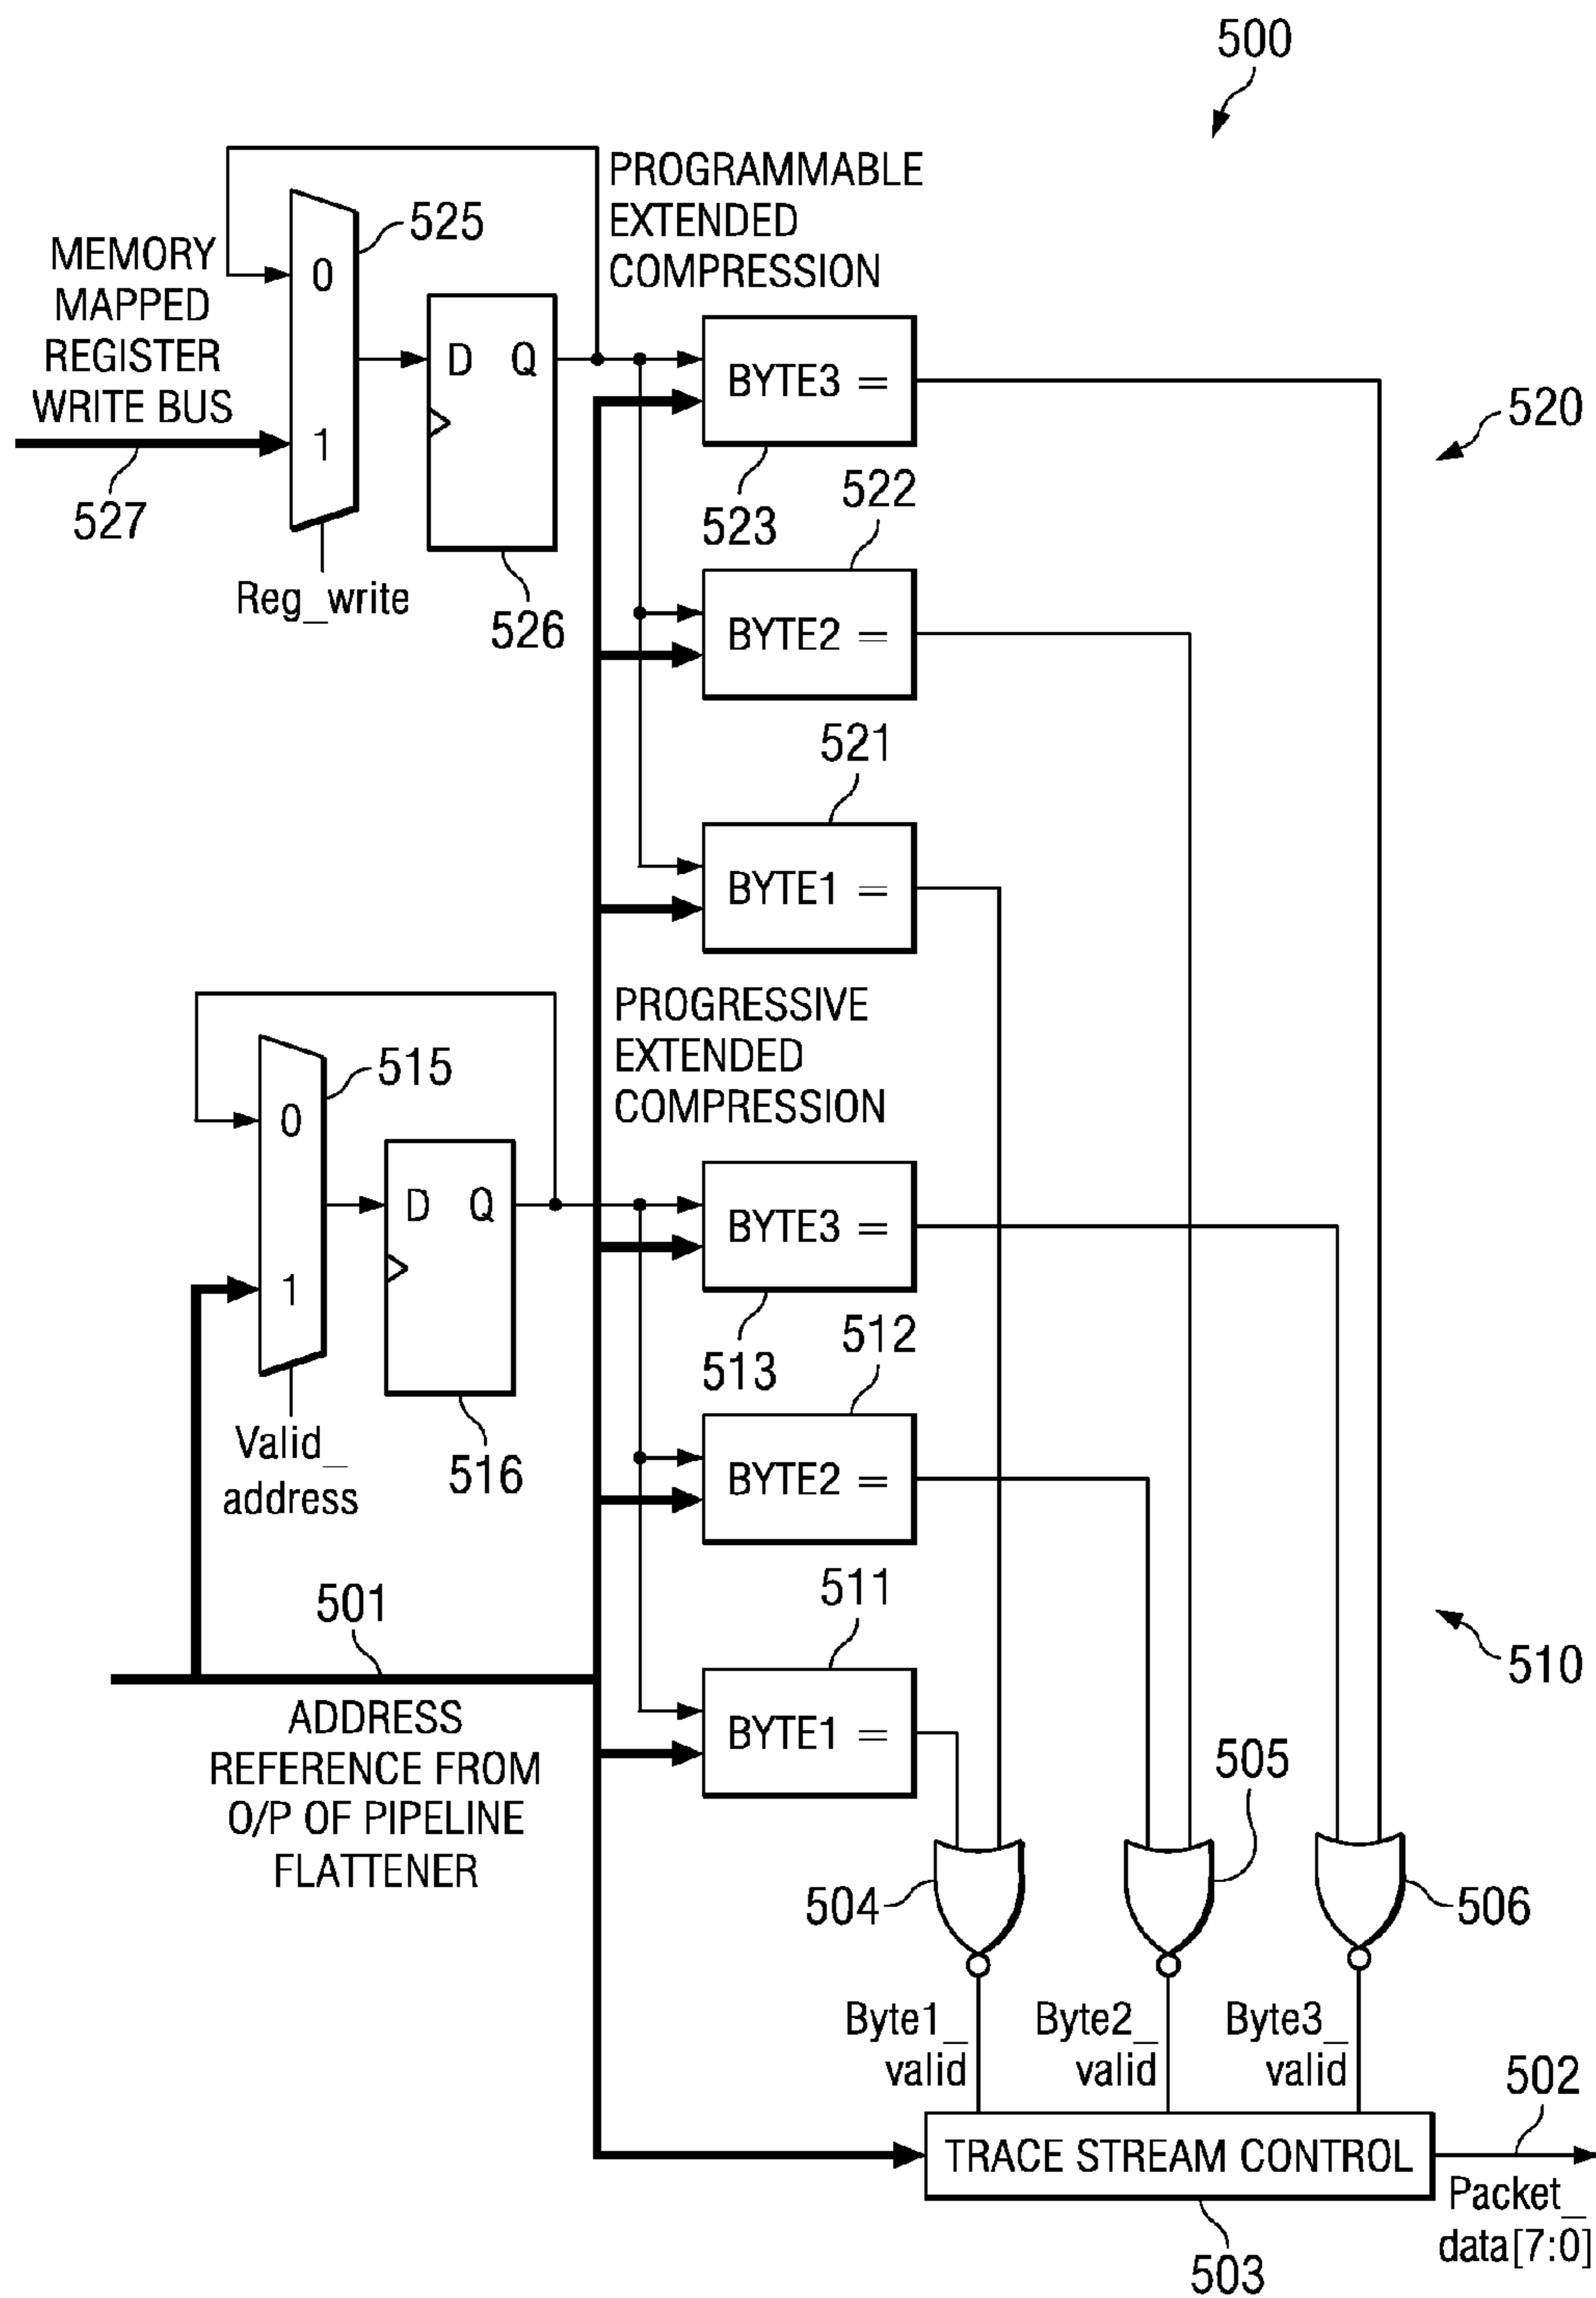 500
PROGRAMMABLE
EXTENDED
COMPRESSION
525
MEMORY
MAPPED
REGISTER
WRITE BUS
0
1
D Q
527
Reg_write
526
BYTE3 =
523
520
522
BYTE2 =
521
BYTE1 =
PROGRESSIVE
EXTENDED
COMPRESSION
515
0
1
D Q
Valid_
address
516
BYTE3 =
513
512
BYTE2 =
511
BYTE1 =
510
501
ADDRESS
REFERENCE FROM
O/P OF PIPELINE
FLATTENER
504
505
506
Byte1_
valid
Byte2_
valid
Byte3_
valid
TRACE STREAM CONTROL
503
502
Packet_
data[7:0]